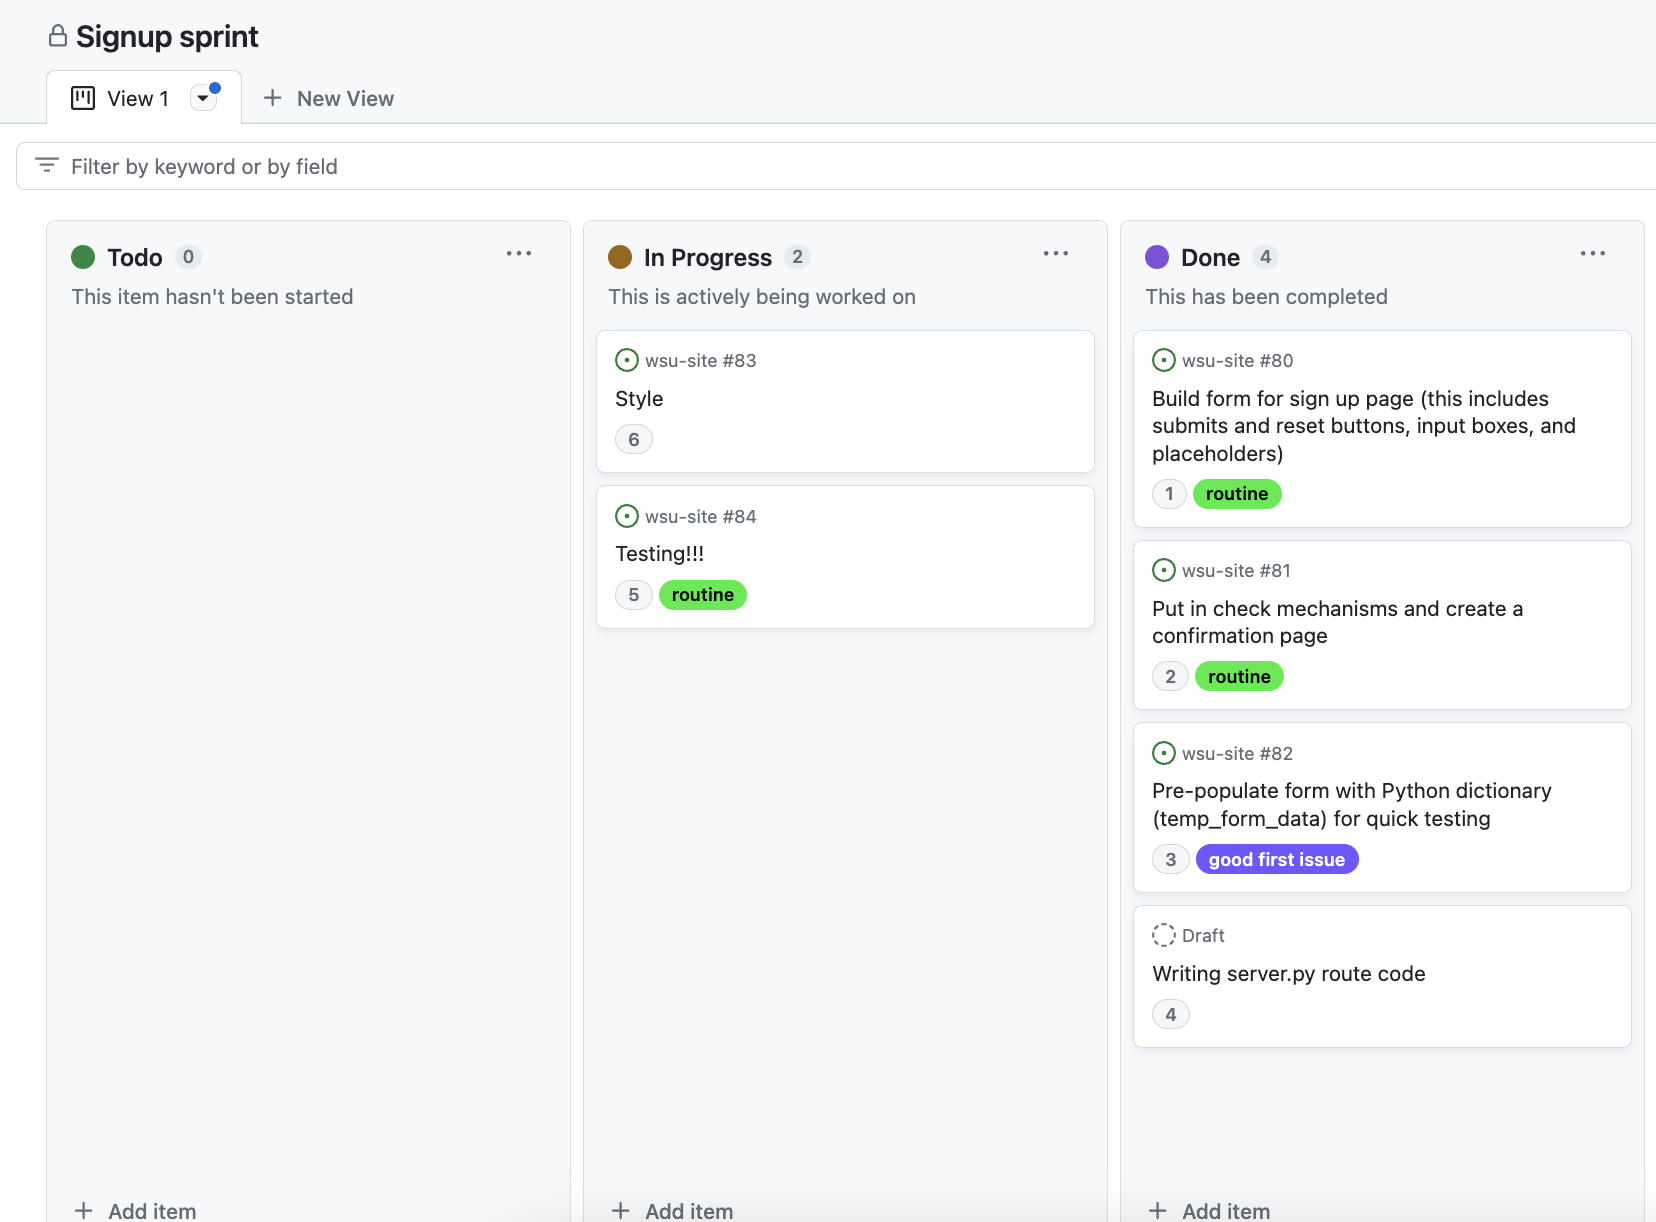 Signup sprint
View 1
New View
Filter by keyword or by field
Todo 0
This item hasn't been started
Add item
In Progress 2
This is actively being worked on
wsu-site #83
Style
6
wsu-site #84
Testing!!!
5 routine
Add item
Done 4
This has been completed
wsu-site #80
Build form for sign up page (this includes
submits and reset buttons, input boxes, and
placeholders)
1 routine
wsu-site #81
Put in check mechanisms and create a
confirmation page
2 routine
wsu-site #82
Pre-populate form with Python dictionary
(temp_form_data) for quick testing
3 good first issue
Draft
Writing server.py route code
4
Add item